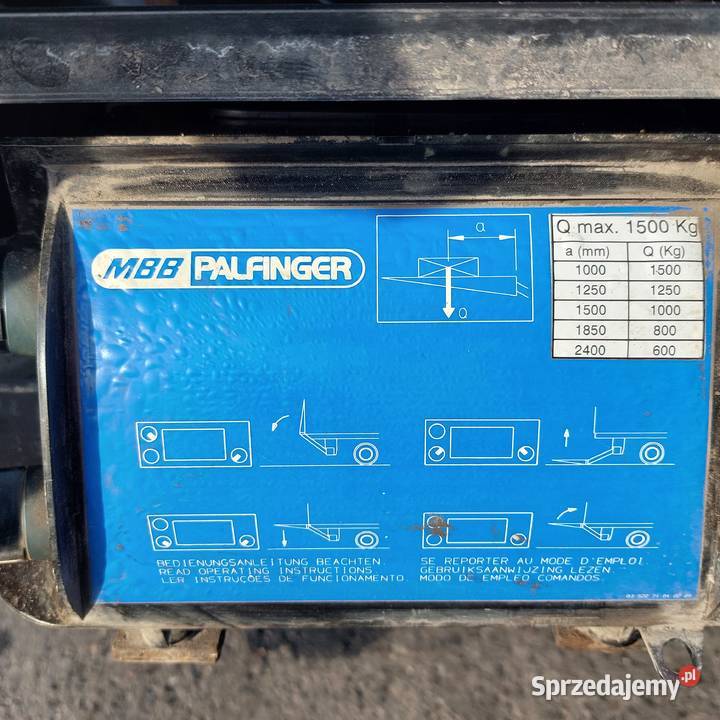 MBB PALFINGER
a
Q
Q max. 1500 Kg
a (mm) Q (Kg)
1000 1500
1250 1250
1500 1000
1850 800
2400 600
BEDIENUNGSANLEITUNG BEACHTEN
READ OPERATING INSTRUCTIONS.
LER INSTRUÇÕES DE FUNCIONAMENTO.
SE REPORTER AU MODE D'EMPLOI
GEBRUIKSAANWIJZING LEZEN.
MODO DE EMPLEO COMANDOS.
Sprzedajemy.pl